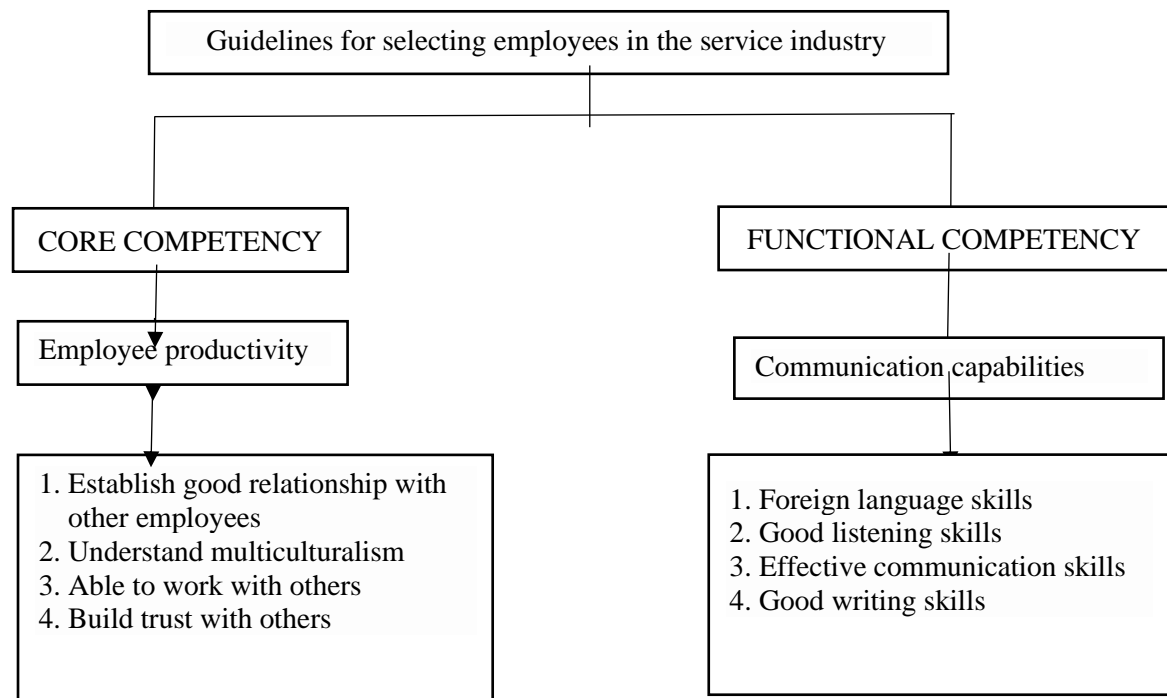 Guidelines for selecting employees in the service industry
CORE COMPETENCY
FUNCTIONAL COMPETENCY
Employee productivity
Communication capabilities
1. Establish good relationship with
other employees
2. Understand multiculturalism
3. Able to work with others
4. Build trust with others
1. Foreign language skills
2. Good listening skills
3. Effective communication skills
4. Good writing skills